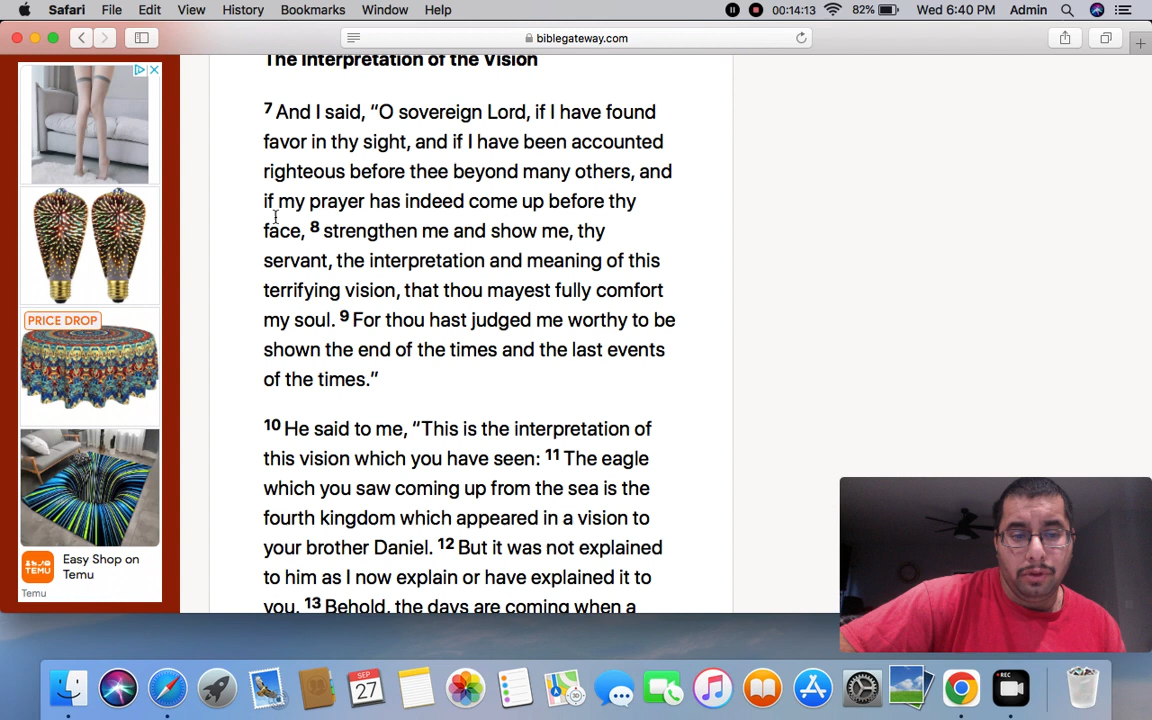 Safari File Edit View History Bookmarks Window Help 00:14:13 82% Wed 6:40 PM Admin
biblegateway.com
The Interpretation of the Vision
7 And I said, “O sovereign Lord, if I have found
favor in thy sight, and if I have been accounted
righteous before thee beyond many others, and
if my prayer has indeed come up before thy
face, 8 strengthen me and show me, thy
servant, the interpretation and meaning of this
terrifying vision, that thou mayest fully comfort
my soul. 9 For thou hast judged me worthy to be
shown the end of the times and the last events
of the times.”
10 He said to me, “This is the interpretation of
this vision which you have seen: 11 The eagle
which you saw coming up from the sea is the
fourth kingdom which appeared in a vision to
your brother Daniel. 12 But it was not explained
to him as I now explain or have explained it to
you. 13 Behold, the days are coming when a
PRICE DROP
TEMU
Easy Shop on
Temu
Temu
SEP
27
REC